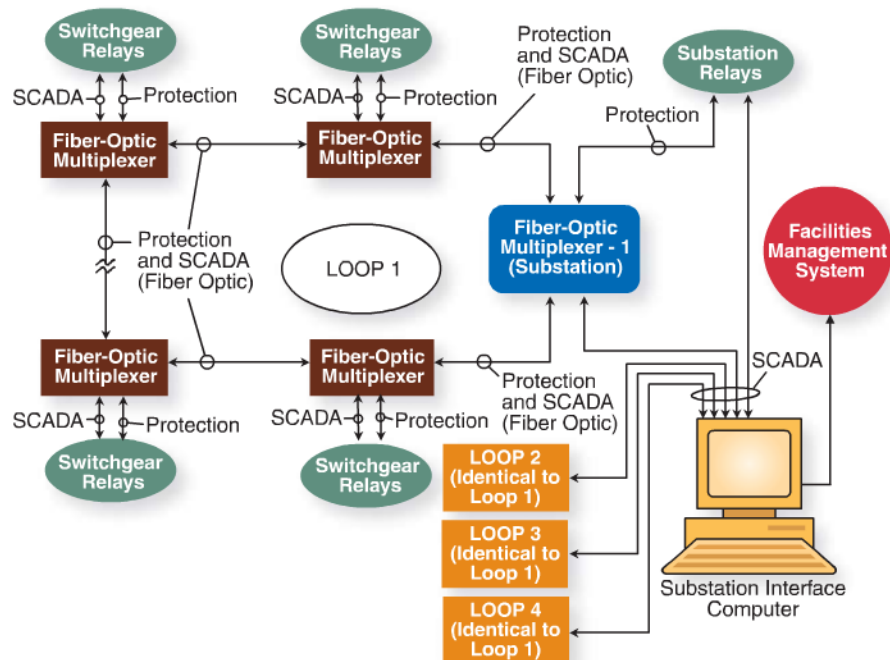 Switchgear
Relays
Switchgear
Relays
Protection
and SCADA
(Fiber Optic)
Substation
Relays
SCADA
Protection
SCADA
Protection
Protection
Fiber-Optic
Multiplexer
Fiber-Optic
Multiplexer
Fiber-Optic
Multiplexer - 1
(Substation)
Facilities
Management
System
Protection
and SCADA
(Fiber Optic)
LOOP 1
Fiber-Optic
Multiplexer
Fiber-Optic
Multiplexer
SCADA
Protection
and SCADA
(Fiber Optic)
SCADA
Protection
SCADA
Protection
Switchgear
Relays
Switchgear
Relays
LOOP 2
(Identical to
Loop 1)
LOOP 3
(Identical to
Loop 1)
LOOP 4
(Identical to
Loop 1)
Substation Interface
Computer